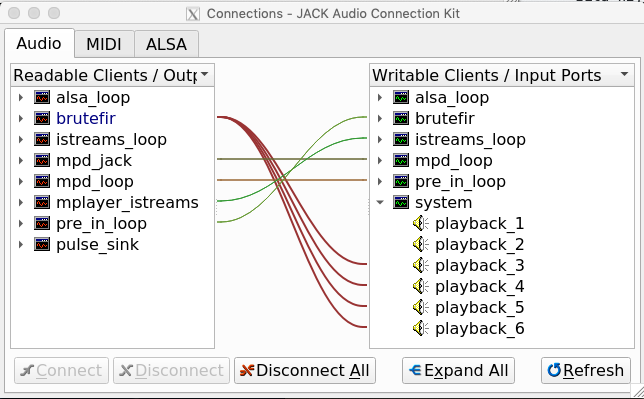 Connections - JACK Audio Connection Kit
Audio MIDI ALSA
Readable Clients / Outp Writable Clients / Input Ports
alsa_loop alsa_loop
brutefir brutefir
istreams_loop istreams_loop
mpd_jack mpd_loop
mpd_loop pre_in_loop
mplayer_istreams system
pre_in_loop playback_1
pulse_sink playback_2
playback_3
playback_4
playback_5
playback_6
Connect Disconnect Disconnect All Expand All Refresh